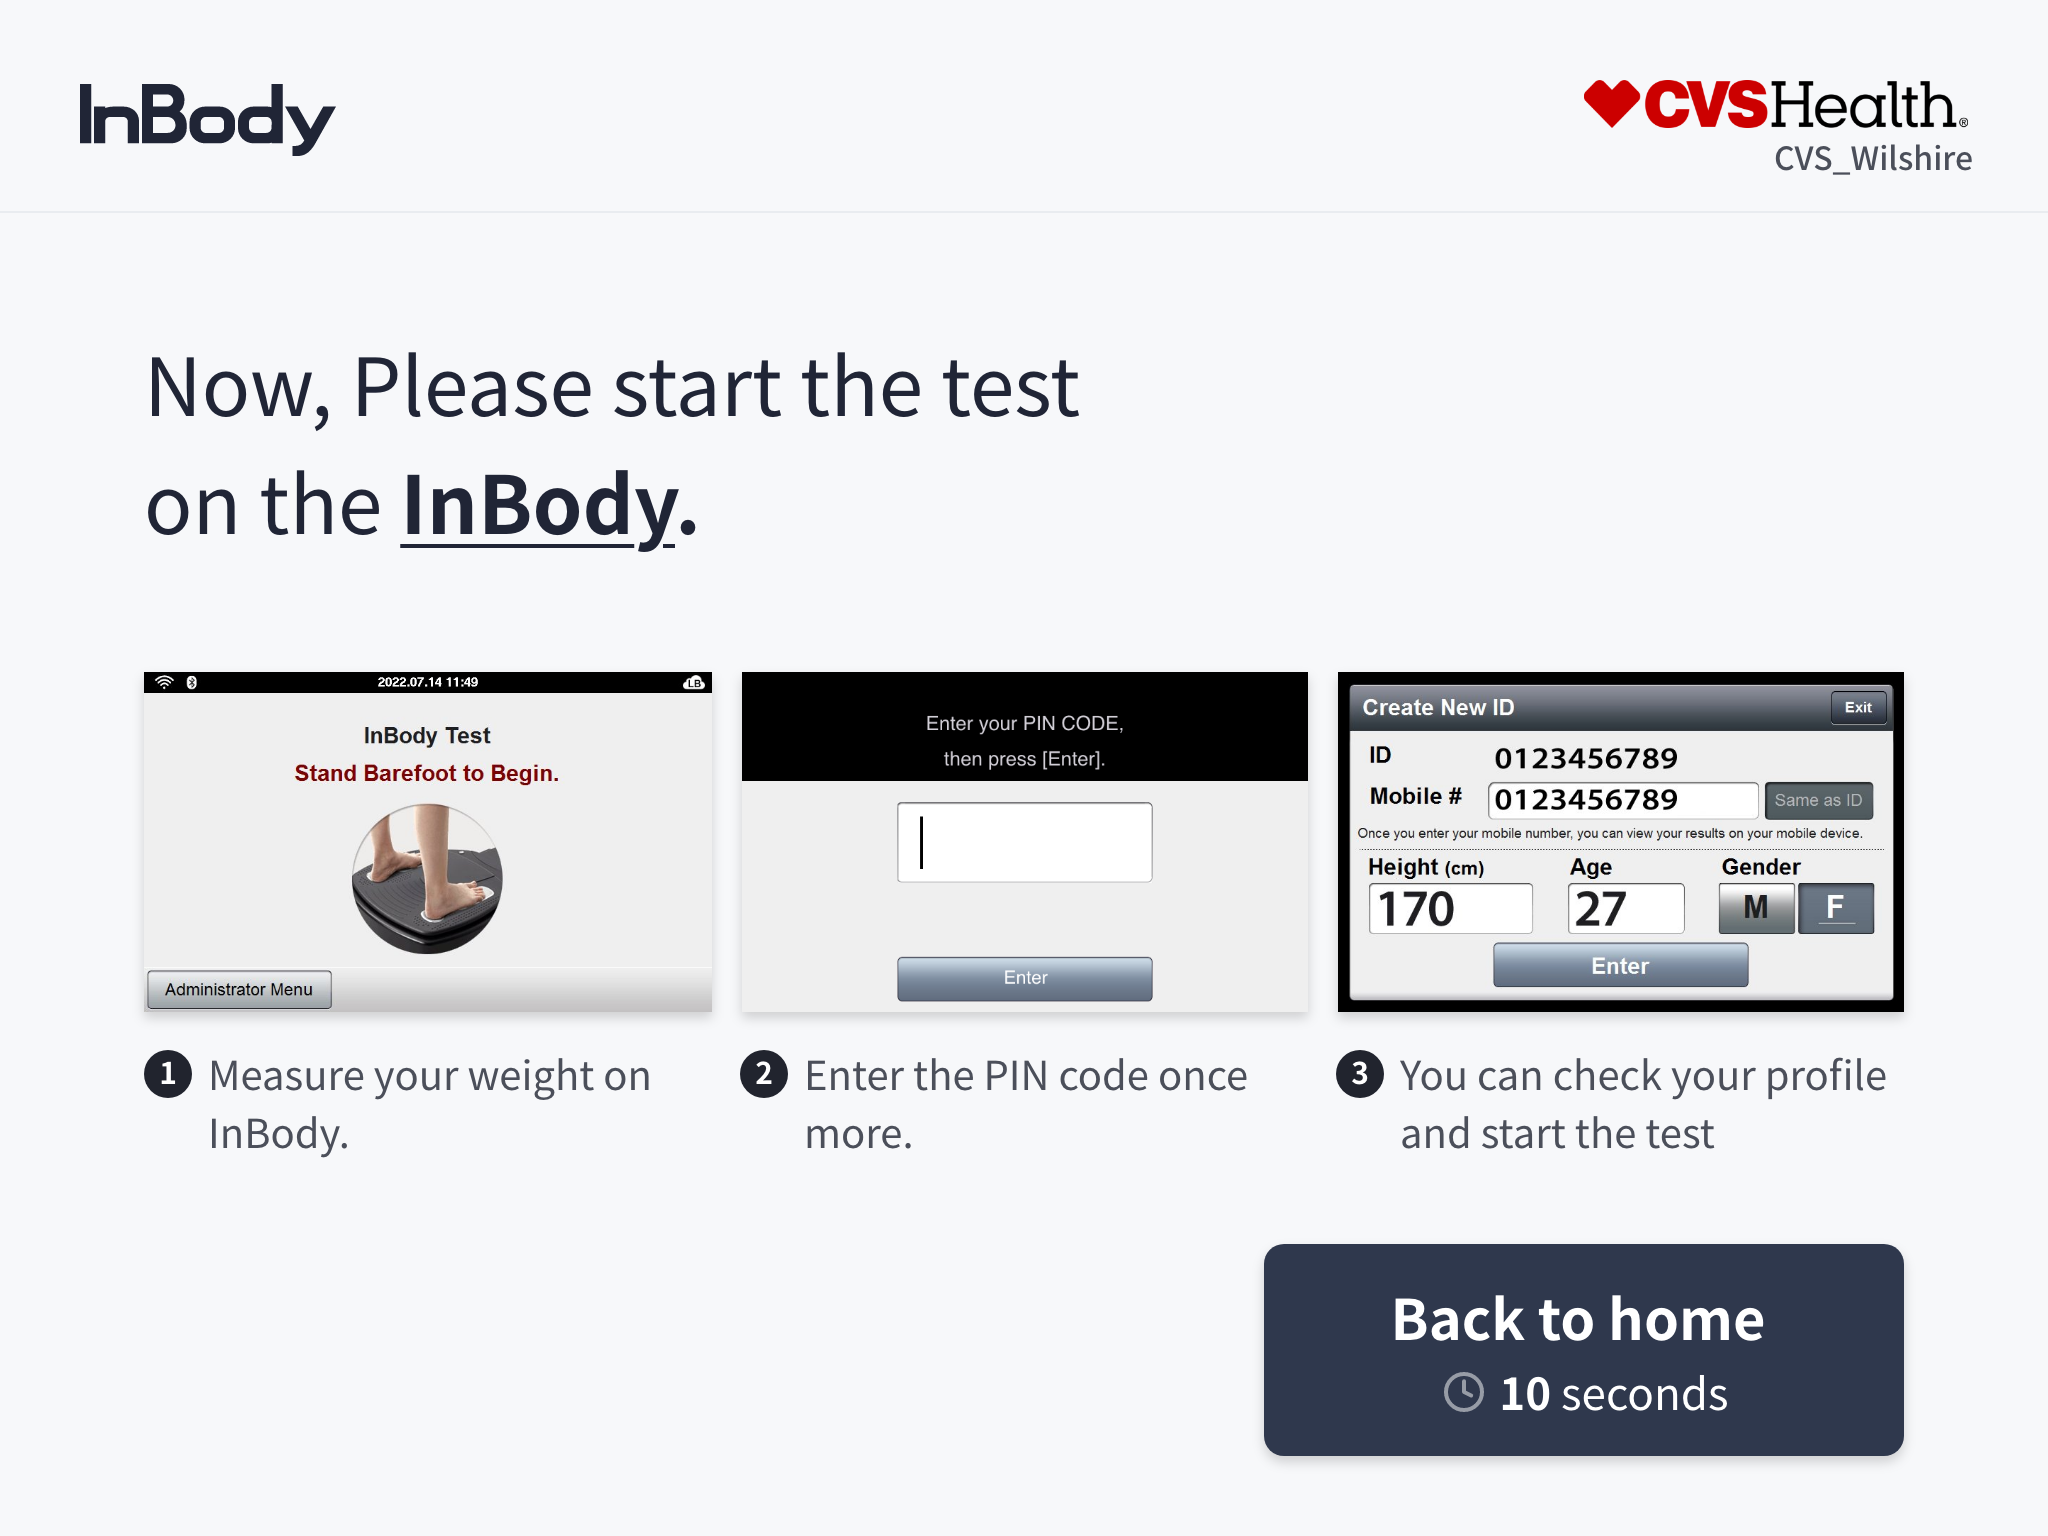 InBody
CVSHealth®
CVS_Wilshire
Now, Please start the test
on the InBody.
2022.07.14 11:49
LB
InBody Test
Stand Barefoot to Begin.
Administrator Menu
Enter your PIN CODE,
then press [Enter].
Enter
Create New ID
Exit
ID 0123456789
Mobile # 0123456789 Same as ID
Once you enter your mobile number, you can view your results on your mobile device.
Height (cm) Age Gender
170 27 M F
Enter
1 Measure your weight on
InBody.
2 Enter the PIN code once
more.
3 You can check your profile
and start the test
Back to home
10 seconds